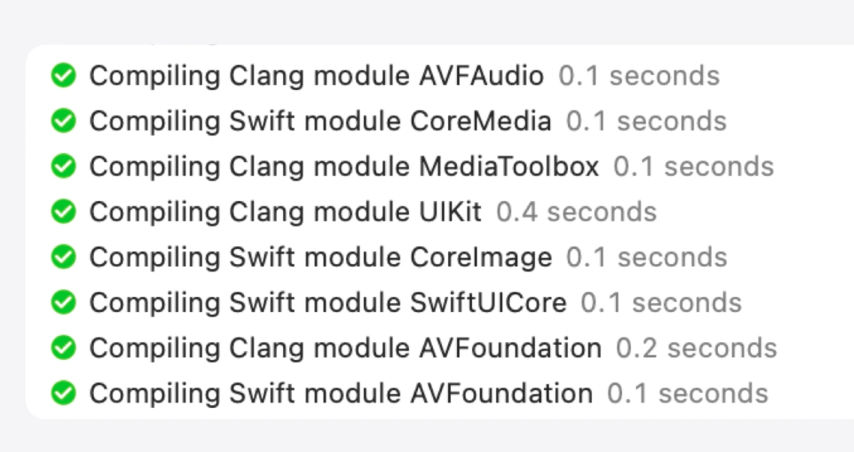 Compiling Clang module AVFAudio 0.1 seconds
Compiling Swift module CoreMedia 0.1 seconds
Compiling Clang module MediaToolbox 0.1 seconds
Compiling Clang module UIKit 0.4 seconds
Compiling Swift module CoreImage 0.1 seconds
Compiling Swift module SwiftUICore 0.1 seconds
Compiling Clang module AVFoundation 0.2 seconds
Compiling Swift module AVFoundation 0.1 seconds